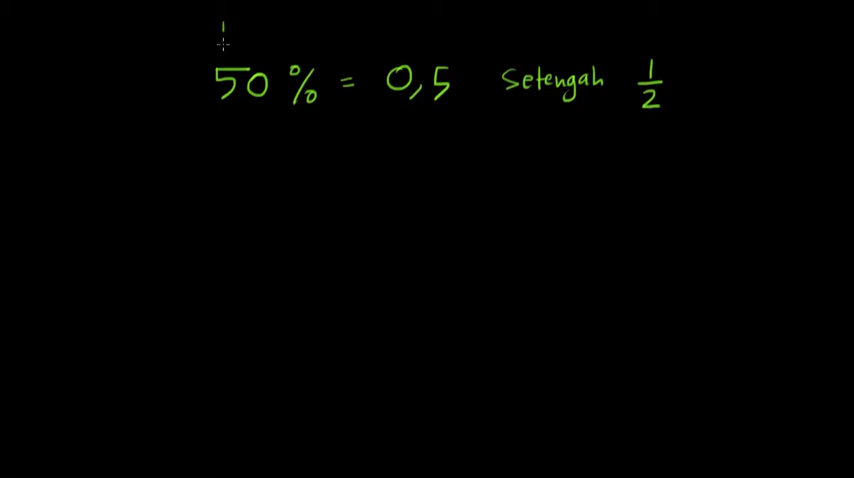 50 % = 0,5 Setengah 1/2